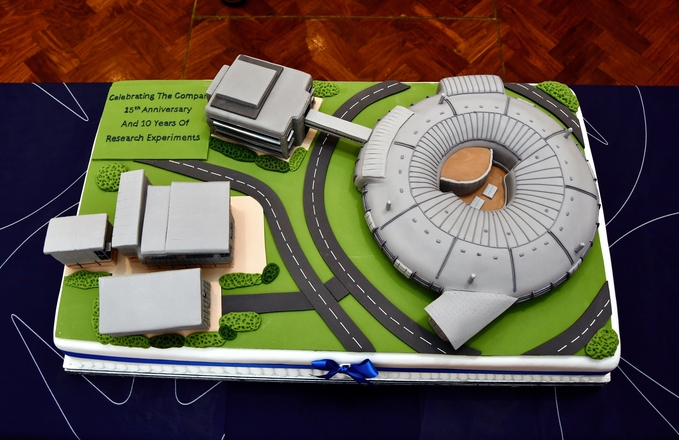 Celebrating The Compan
15th Anniversary
And 10 Years Of
Research Experiments